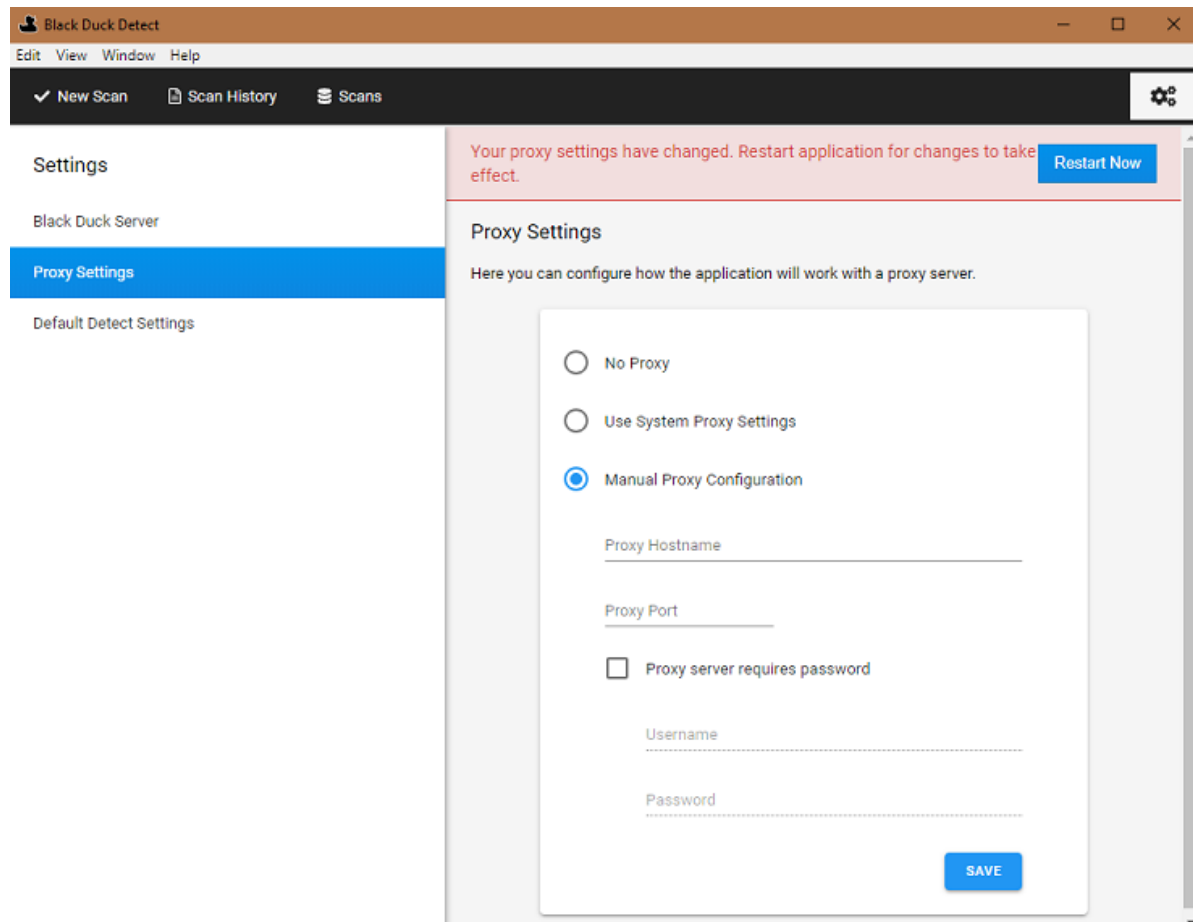 Black Duck Detect
Edit View Window Help
New Scan Scan History Scans
Settings
Black Duck Server
Proxy Settings
Default Detect Settings
Your proxy settings have changed. Restart application for changes to take
effect.
Restart Now
Proxy Settings
Here you can configure how the application will work with a proxy server.
No Proxy
Use System Proxy Settings
Manual Proxy Configuration
Proxy Hostname
Proxy Port
Proxy server requires password
Username
Password
SAVE